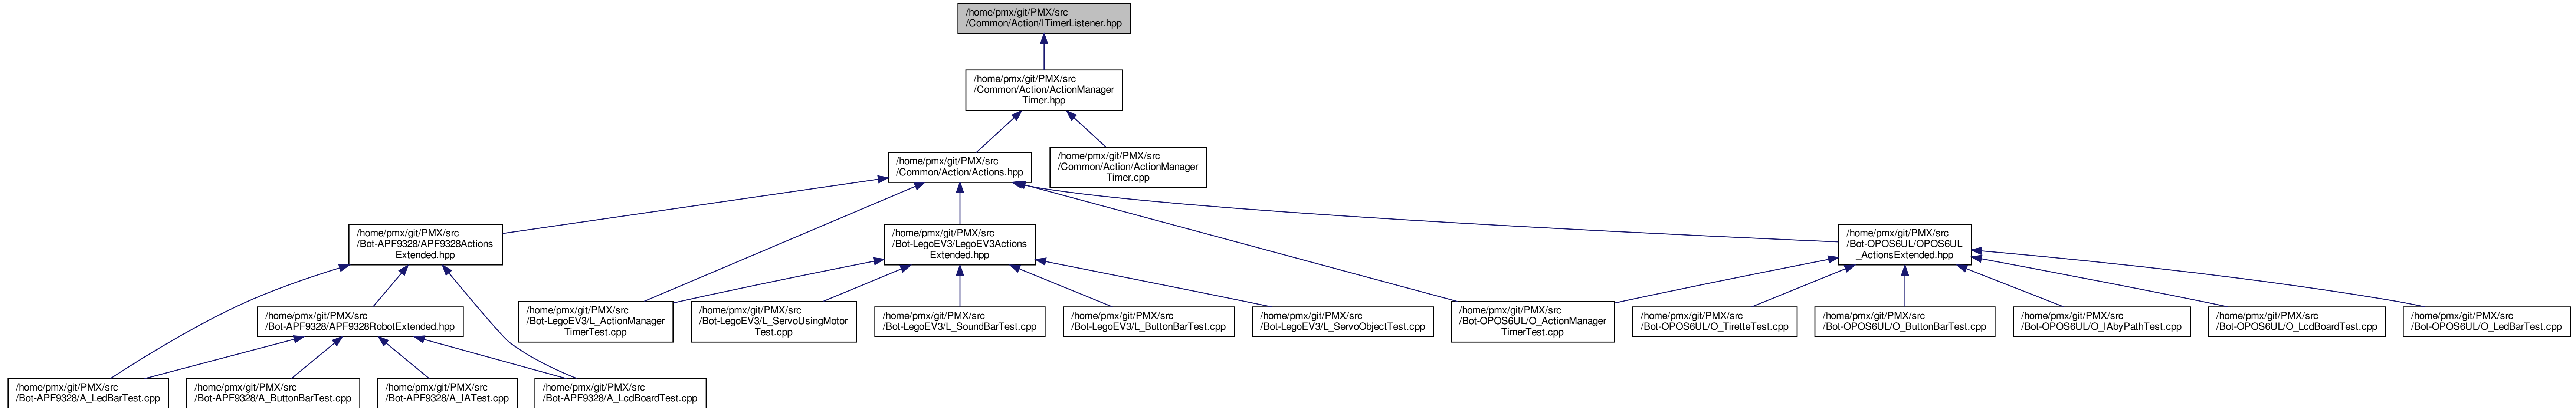 /home/pmx/git/PMX/src
/Common/Action/ITimerListener.hpp
/home/pmx/git/PMX/src
/Common/Action/ActionManager
Timer.hpp
/home/pmx/git/PMX/src
/Common/Action/Actions.hpp
/home/pmx/git/PMX/src
/Common/Action/ActionManager
Timer.cpp
/home/pmx/git/PMX/src
/Bot-APF9328/APF9328Actions
Extended.hpp
/home/pmx/git/PMX/src
/Bot-LegoEV3/LegoEV3Actions
Extended.hpp
/home/pmx/git/PMX/src
/Bot-OPOS6UL/OPOS6UL
_ActionsExtended.hpp
/home/pmx/git/PMX/src
/Bot-APF9328/APF9328RobotExtended.hpp
/home/pmx/git/PMX/src
/Bot-LegoEV3/L_ActionManager
TimerTest.cpp
/home/pmx/git/PMX/src
/Bot-LegoEV3/L_ServoUsingMotor
Test.cpp
/home/pmx/git/PMX/src
/Bot-LegoEV3/L_SoundBarTest.cpp
/home/pmx/git/PMX/src
/Bot-LegoEV3/L_ButtonBarTest.cpp
/home/pmx/git/PMX/src
/Bot-LegoEV3/L_ServoObjectTest.cpp
/home/pmx/git/PMX/src
/Bot-OPOS6UL/O_ActionManager
TimerTest.cpp
/home/pmx/git/PMX/src
/Bot-OPOS6UL/O_TiretteTest.cpp
/home/pmx/git/PMX/src
/Bot-OPOS6UL/O_ButtonBarTest.cpp
/home/pmx/git/PMX/src
/Bot-OPOS6UL/O_IAbyPathTest.cpp
/home/pmx/git/PMX/src
/Bot-OPOS6UL/O_LcdBoardTest.cpp
/home/pmx/git/PMX/src
/Bot-OPOS6UL/O_LedBarTest.cpp
/home/pmx/git/PMX/src
/Bot-APF9328/A_LedBarTest.cpp
/home/pmx/git/PMX/src
/Bot-APF9328/A_ButtonBarTest.cpp
/home/pmx/git/PMX/src
/Bot-APF9328/A_IATest.cpp
/home/pmx/git/PMX/src
/Bot-APF9328/A_LcdBoardTest.cpp